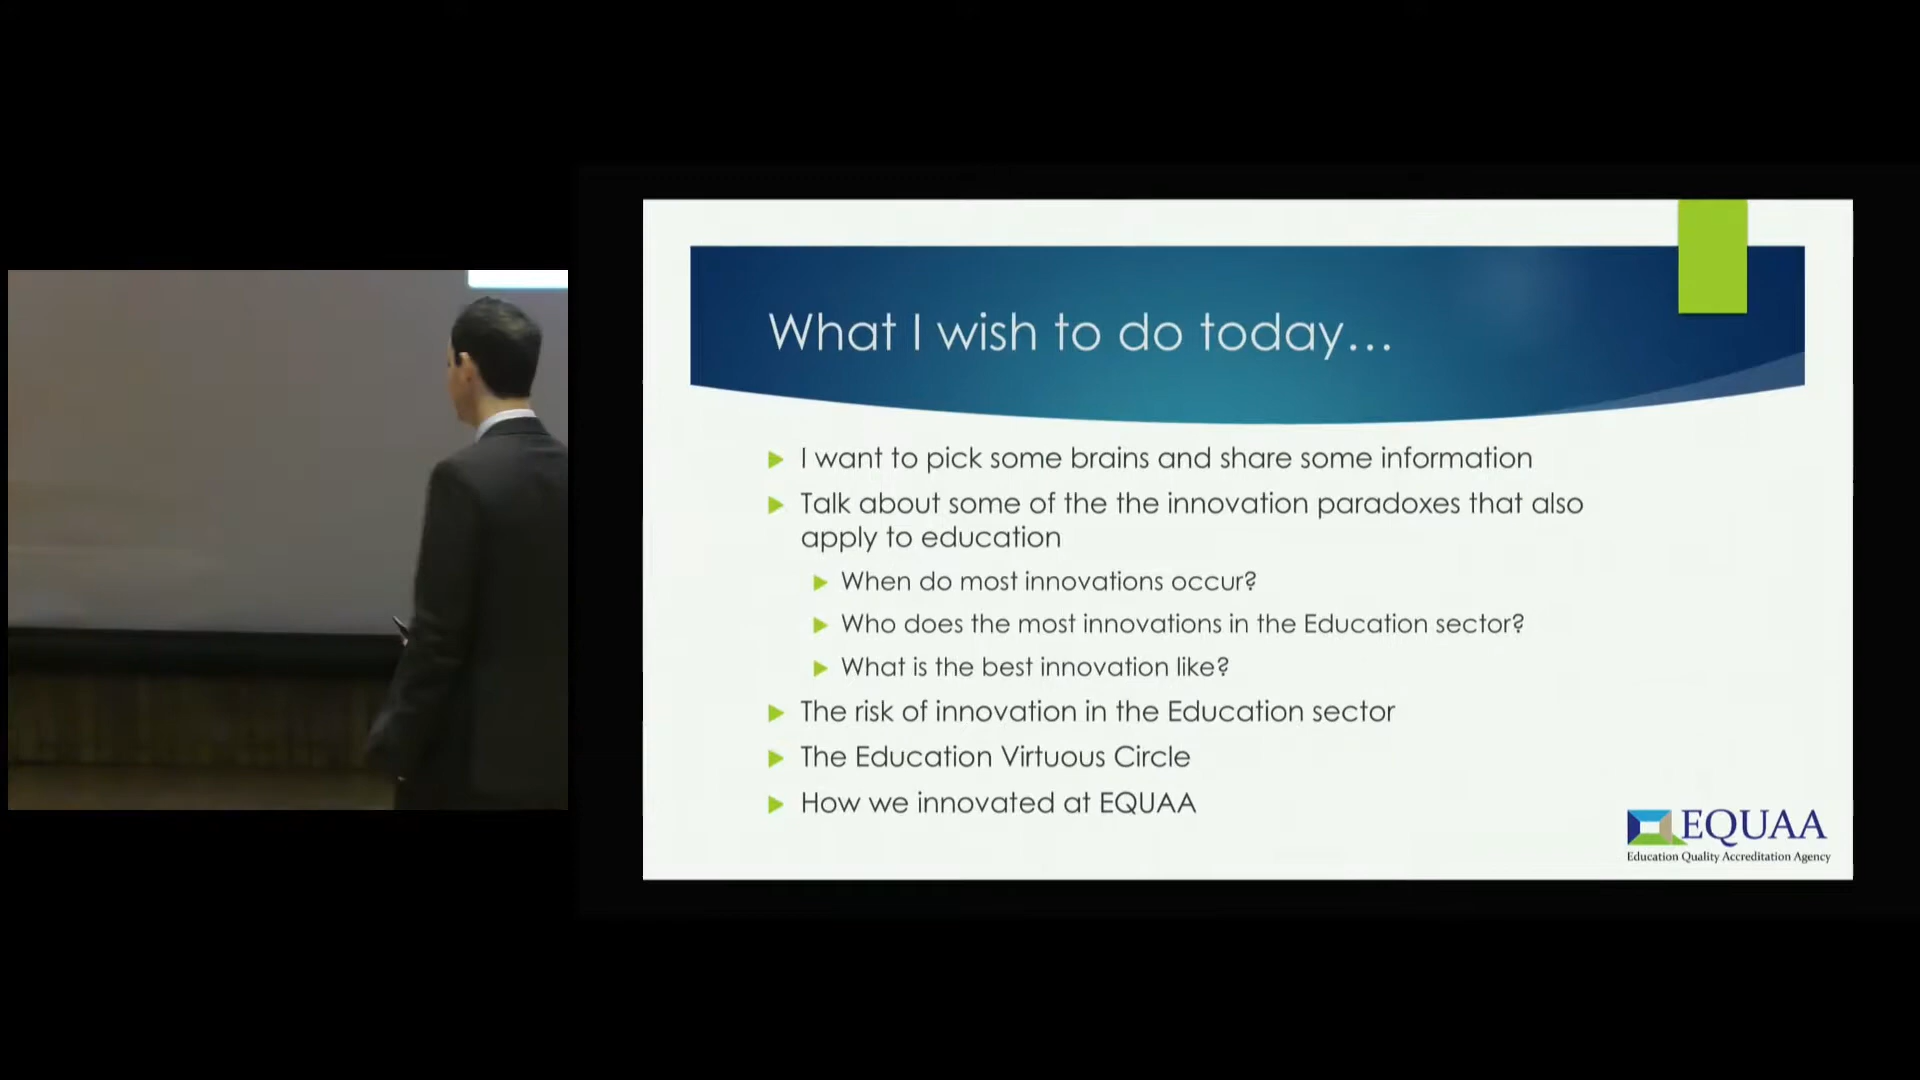 What I wish to do today...
I want to pick some brains and share some information
Talk about some of the the innovation paradoxes that also
apply to education
When do most innovations occur?
Who does the most innovations in the Education sector?
What is the best innovation like?
The risk of innovation in the Education sector
The Education Virtuous Circle
How we innovated at EQUAA
EQUAA
Education Quality Accreditation Agency